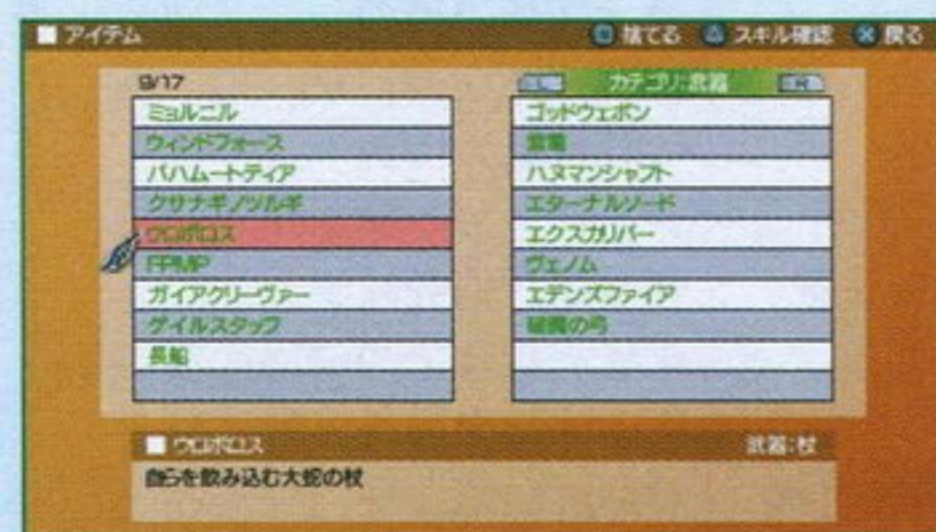 アイテム
捨てる スキル確認 戻る
9/17
カテゴリ:武器
ミョルニル
ウィンドフォース
バハムートティア
クサナギノツルギ
ウロボロス
FPMP
ガイアクリーヴァー
ゲイルスタッフ
長船
ゴッドウェポン
ハヌマンシャフト
エターナルソード
エクスカリバー
ヴェノム
エデンズファイア
破魔の弓
ウロボロス
武器:杖
自らを飲み込む大蛇の杖